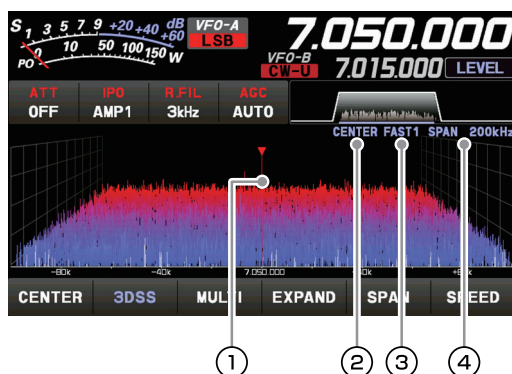 S 1 3 5 7 9 +20 +40 +60 dB
PO 0 10 50 100 150 W
VFO-A
LSB
7.050.000
VFO-B
CW-U
7.015.000
LEVEL
ATT IPO R.FIL AGC
OFF AMP1 3kHz AUTO
CENTER FAST1 SPAN 200kHz
1
-80k -40k 7.050.000
CENTER 3DSS MULTI EXPAND SPAN SPEED
1 2 3 4